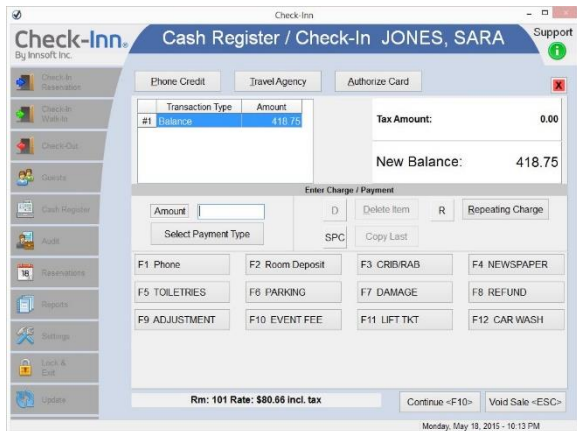 Check-Inn
Check-Inn®
By Innsoft Inc.
Cash Register / Check-In JONES, SARA
Support
Check-In
Reservation
Check-In
Walk-In
Check-Out
Guests
Cash Register
Audit
18
Reservations
Reports
Settings
Lock &
Exit
Update
Phone Credit
Travel Agency
Authorize Card
X
Transaction Type Amount
#1 Balance 418.75
Tax Amount: 0.00
New Balance: 418.75
Enter Charge / Payment
Amount
D
Delete Item
R
Repeating Charge
Select Payment Type
SPC
Copy Last
F1 Phone
F2 Room Deposit
F3 CRIB/RAB
F4 NEWSPAPER
F5 TOILETRIES
F6 PARKING
F7 DAMAGE
F8 REFUND
F9 ADJUSTMENT
F10 EVENT FEE
F11 LIFT TKT
F12 CAR WASH
Rm: 101 Rate: $80.66 incl. tax
Continue <F10>
Void Sale <ESC>
Monday, May 18, 2015 - 10:13 PM